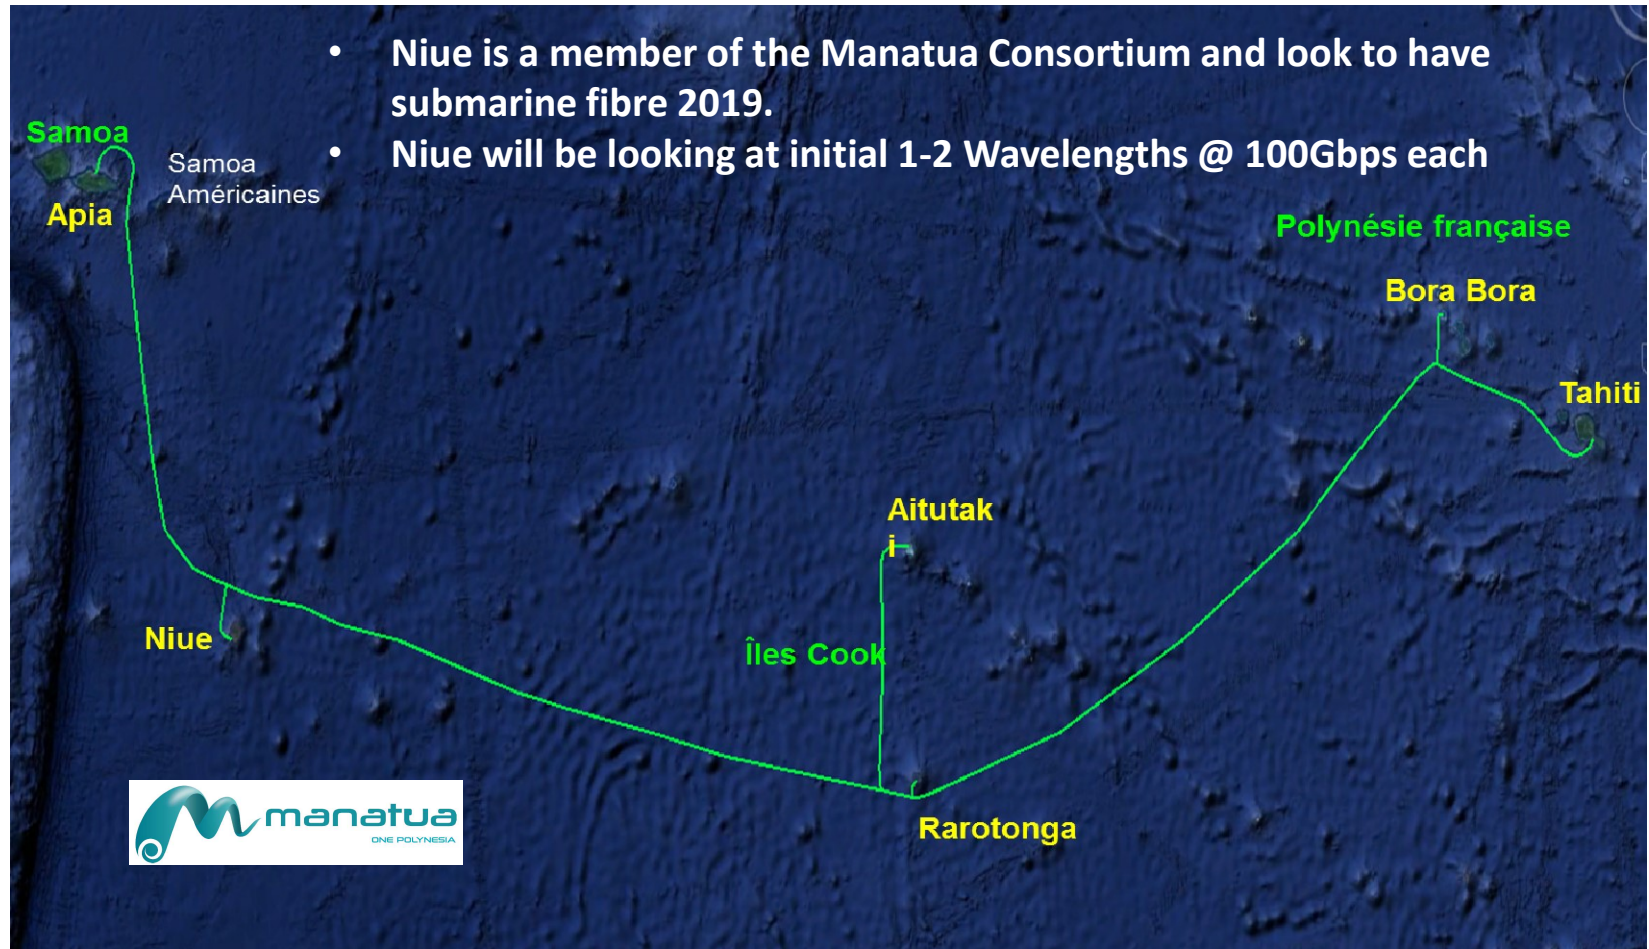 • Niue is a member of the Manatua Consortium and look to have
submarine fibre 2019.
• Niue will be looking at initial 1-2 Wavelengths @ 100Gbps each
Samoa
Samoa
Américaines
Apia
Polynésie française
Bora Bora
Tahiti
Aitutak
i
Niue
Îles Cook
Rarotonga
manatua
ONE POLYNESIA